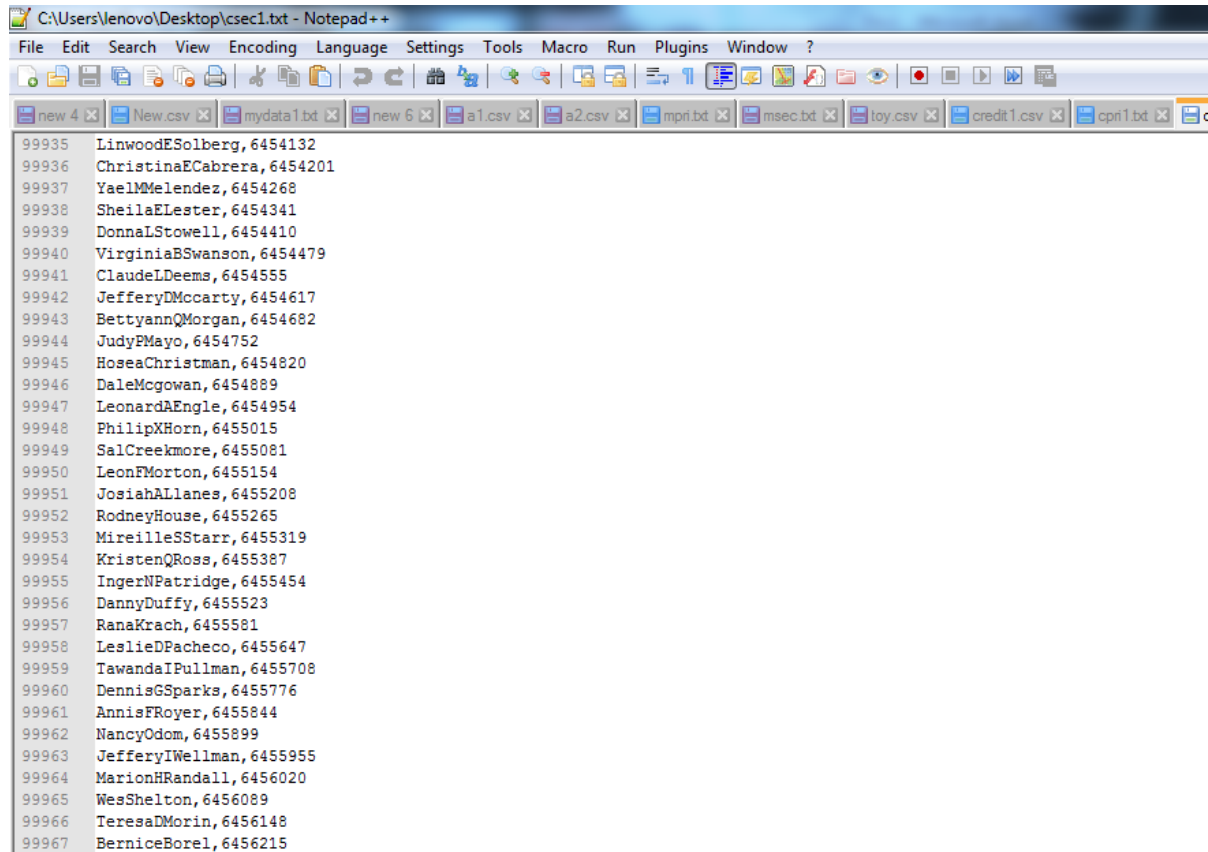 C:\Users\lenovo\Desktop\csec1.txt - Notepad++
File Edit Search View Encoding Language Settings Tools Macro Run Plugins Window ?
new 4 New.csv mydata1.txt new 6 a1.csv a2.csv mpri.txt msec.txt toy.csv credit1.csv cpri1.txt
99935 LinwoodESolberg,6454132
99936 ChristinaECabrera,6454201
99937 YaelMMelendez,6454268
99938 SheilaELester,6454341
99939 DonnaLStowell,6454410
99940 VirginiaBSwanson,6454479
99941 ClaudeLDeems,6454555
99942 JefferyDMccarty,6454617
99943 BettyannQMorgan,6454682
99944 JudyPMayo,6454752
99945 HoseaChristman,6454820
99946 DaleMcgowan,6454889
99947 LeonardAEngle,6454954
99948 PhilipXHorn,6455015
99949 SalCreekmore,6455081
99950 LeonFMorton,6455154
99951 JosiahALlanes,6455208
99952 RodneyHouse,6455265
99953 MireilleSStarr,6455319
99954 KristenQRoss,6455387
99955 IngerNPatridge,6455454
99956 DannyDuffy,6455523
99957 RanaKrach,6455581
99958 LeslieDPacheco,6455647
99959 TawandaIPullman,6455708
99960 DennisGSparks,6455776
99961 AnnisFRoyer,6455844
99962 NancyOdom,6455899
99963 JefferyIWellman,6455955
99964 MarionHRandall,6456020
99965 WesShelton,6456089
99966 TeresaDMorin,6456148
99967 BerniceBorel,6456215